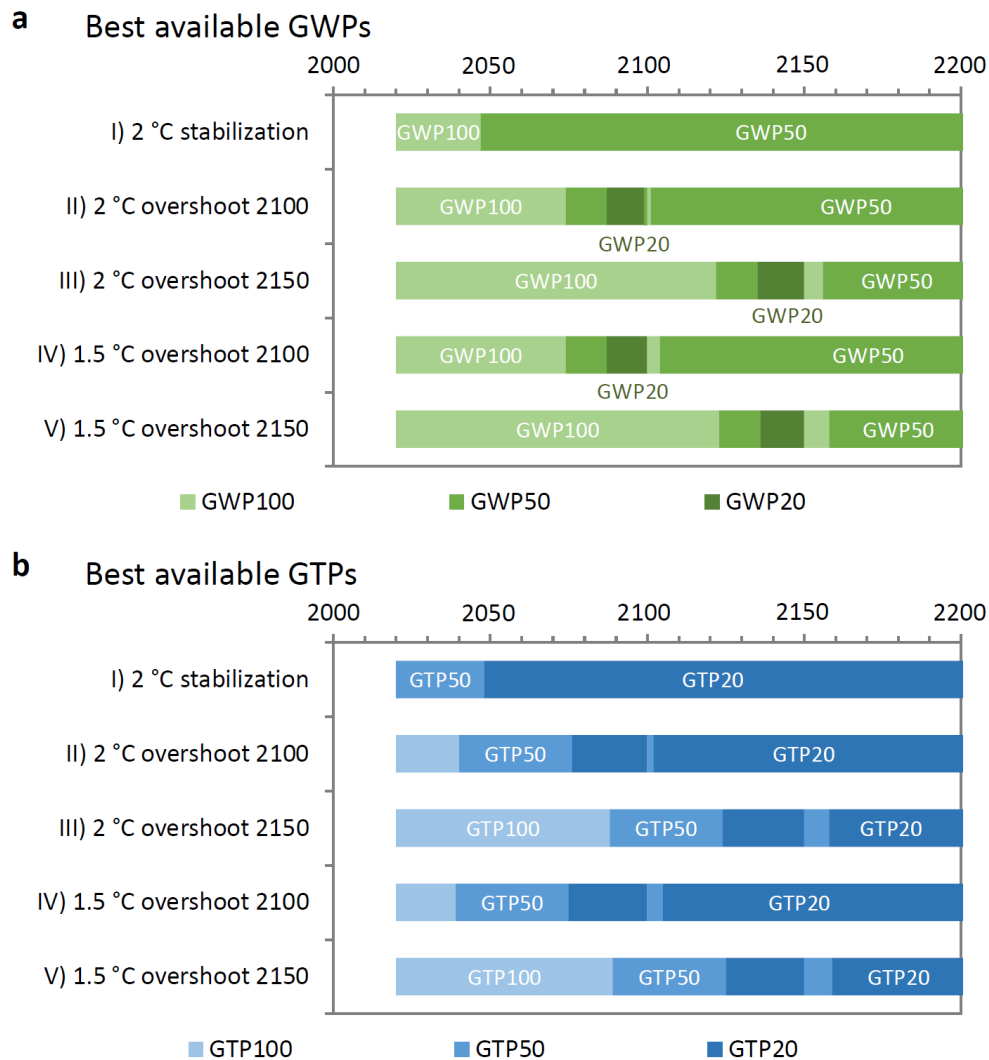 a Best available GWPs
2000 2050 2100 2150 2200
I) 2 °C stabilization GWP100 GWP50
II) 2 °C overshoot 2100 GWP100 GWP50
GWP20
III) 2 °C overshoot 2150 GWP100 GWP50
GWP20
IV) 1.5 °C overshoot 2100 GWP100 GWP50
GWP20
V) 1.5 °C overshoot 2150 GWP100 GWP50
GWP100 GWP50 GWP20
b Best available GTPs
2000 2050 2100 2150 2200
I) 2 °C stabilization GTP50 GTP20
II) 2 °C overshoot 2100 GTP50 GTP20
III) 2 °C overshoot 2150 GTP100 GTP50 GTP20
IV) 1.5 °C overshoot 2100 GTP50 GTP20
V) 1.5 °C overshoot 2150 GTP100 GTP50 GTP20
GTP100 GTP50 GTP20